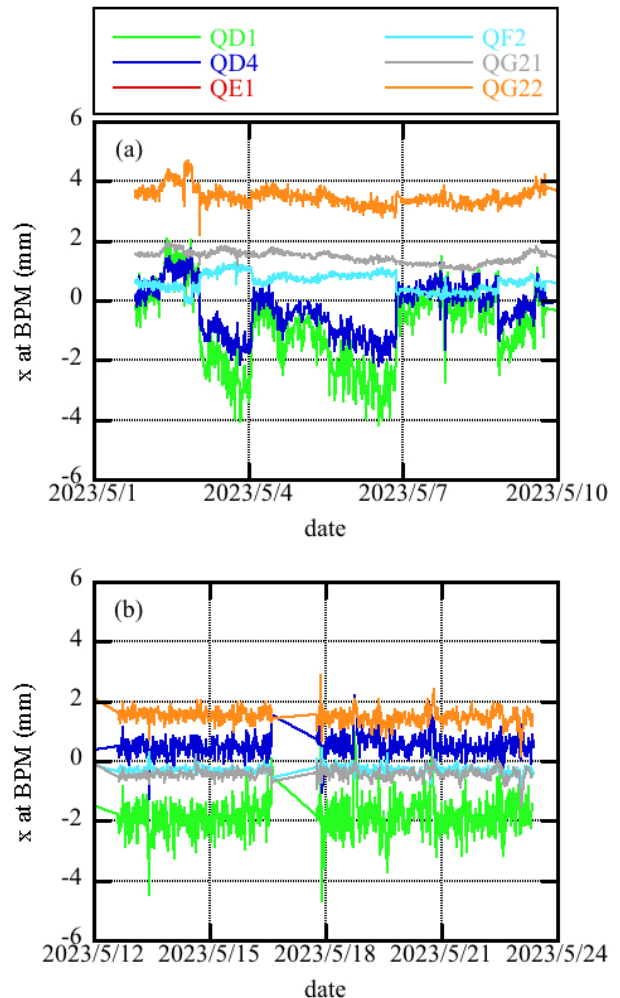 QD1 QF2
QD4 QG21
QE1 QG22
6
(a)
4
2
0
-2
-4
-6
x at BPM (mm)
2023/5/1 2023/5/4 2023/5/7 2023/5/10
date
6
(b)
4
2
0
-2
-4
-6
x at BPM (mm)
2023/5/12 2023/5/15 2023/5/18 2023/5/21 2023/5/24
date